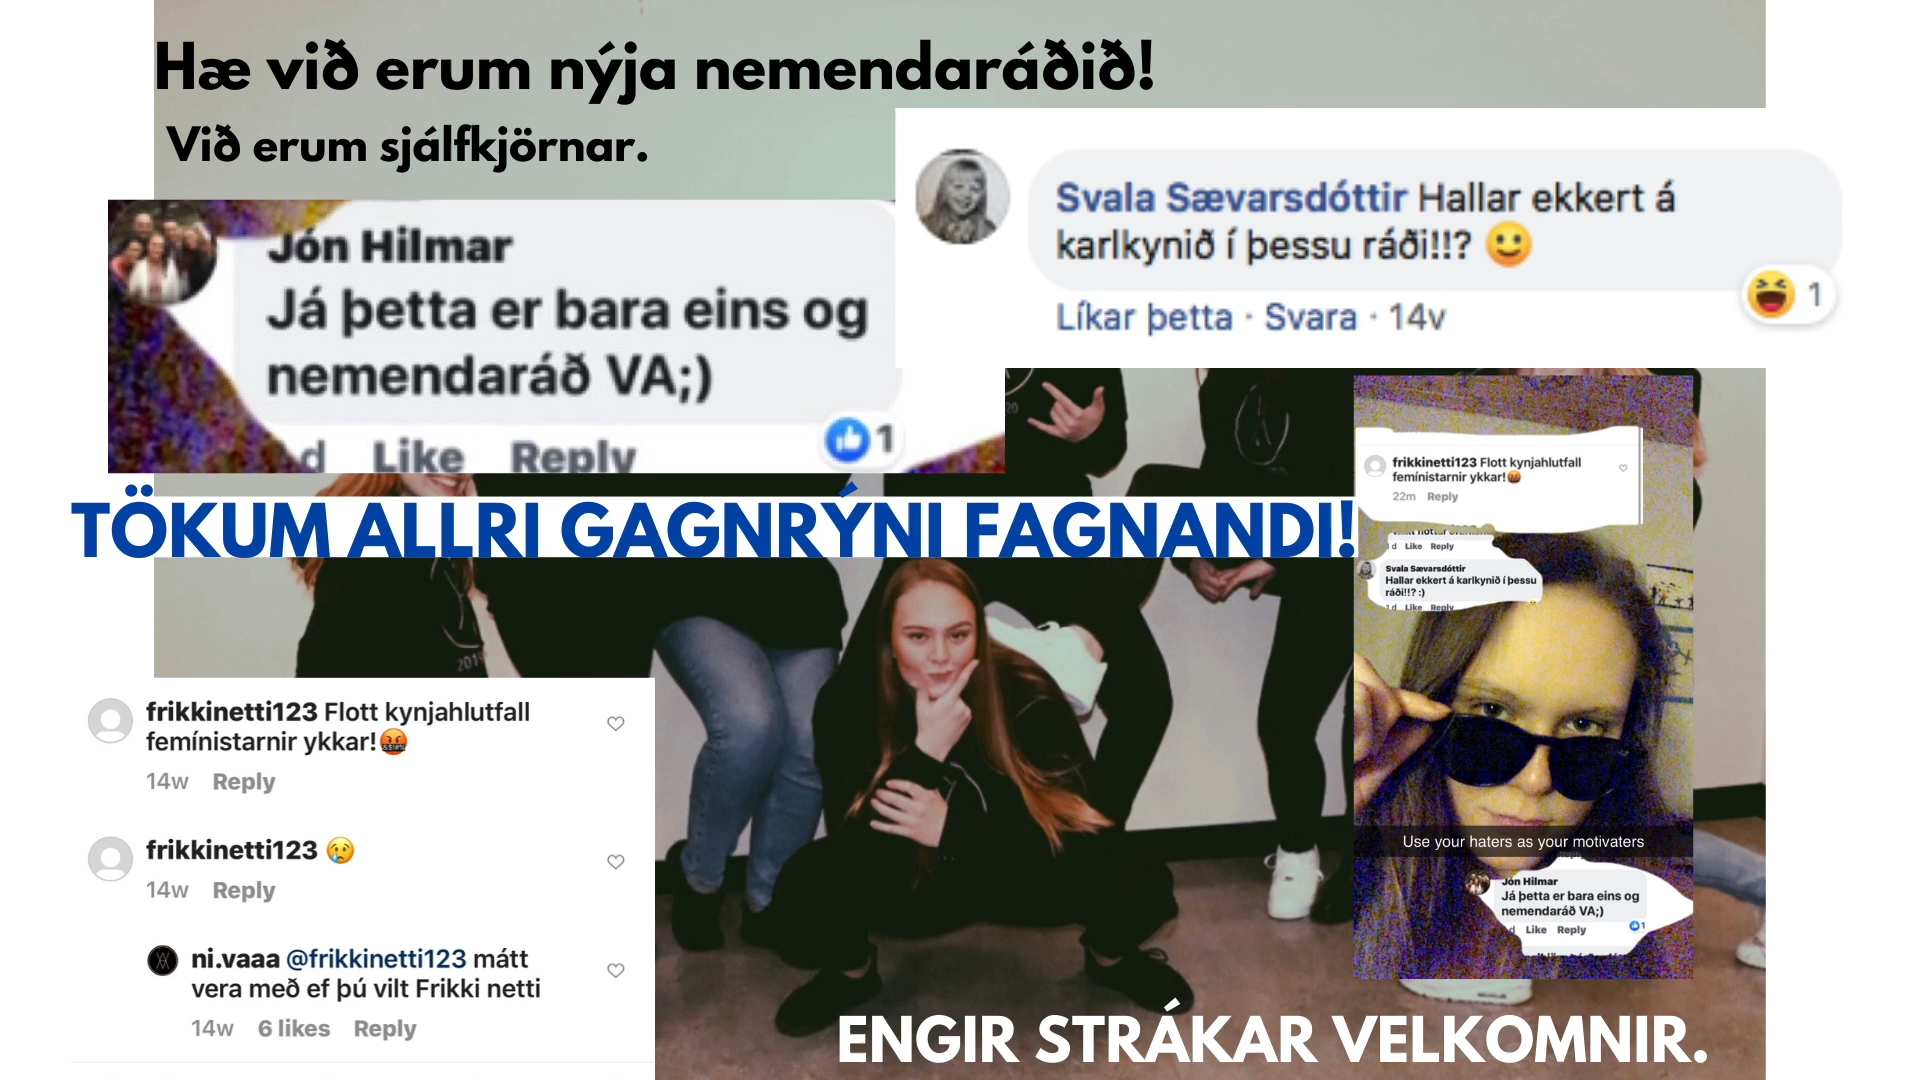 Hæ við erum nýja nemendaráðið!
Við erum sjálfkjörnar.
Svala Sævarsdóttir Hallar ekkert á
karlkynið í þessu ráði!!? 🙂
😆 1
Líkar þetta · Svara · 14v
Jón Hilmar
Já þetta er bara eins og
nemendaráð VA;)
1
d Like Reply
TÖKUM ALLRI GAGNRÝNI FAGNANDI!
frikkinetti123 Flott kynjahlutfall
femínistarnir ykkar!🤬
22m Reply
1d Like Reply
Svala Sævarsdóttir
Hallar ekkert á karlkynið í þessu
ráði!!? :)
1d Like Reply
Use your haters as your motivaters
Jón Hilmar
Já þetta er bara eins og
nemendaráð VA;)
1
d Like Reply
2019
20
frikkinetti123 Flott kynjahlutfall
femínistarnir ykkar!🤬
14w Reply
frikkinetti123 😢
14w Reply
ni.vaaa @frikkinetti123 mátt
vera með ef þú vilt Frikki netti
14w 6 likes Reply
ENGIR STRÁKAR VELKOMNIR.